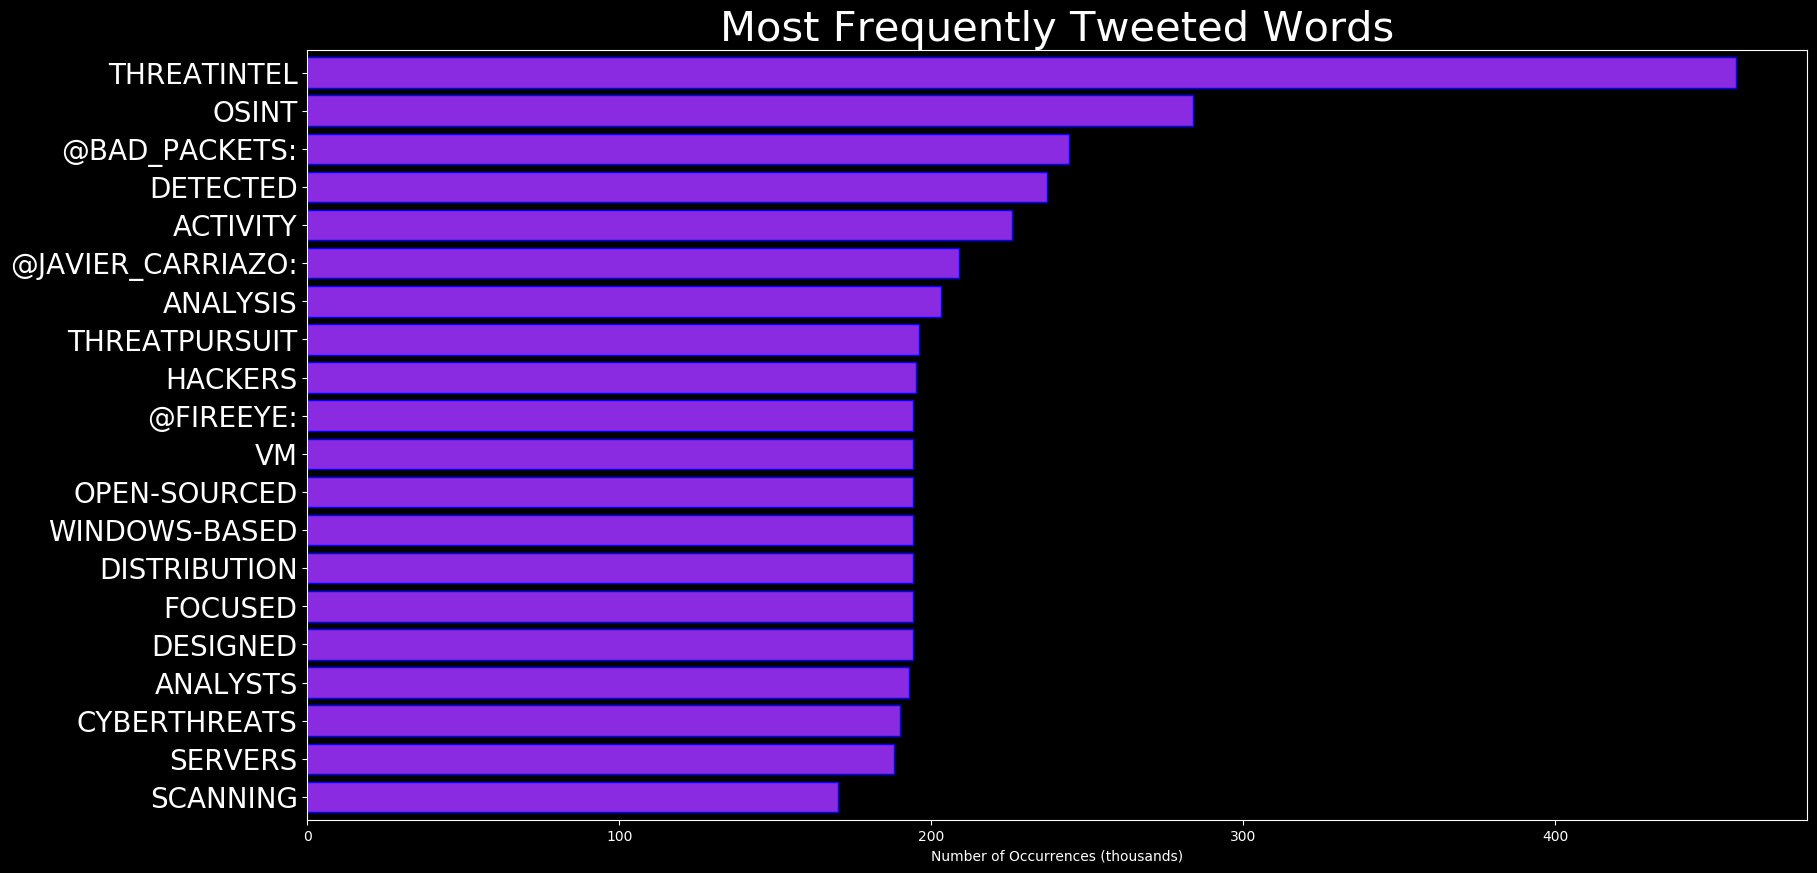 Most Frequently Tweeted Words
THREATINTEL
OSINT
@BAD_PACKETS:
DETECTED
ACTIVITY
@JAVIER_CARRIAZO:
ANALYSIS
THREATPURSUIT
HACKERS
@FIREEYE:
VM
OPEN-SOURCED
WINDOWS-BASED
DISTRIBUTION
FOCUSED
DESIGNED
ANALYSTS
CYBERTHREATS
SERVERS
SCANNING
0 100 200 300 400
Number of Occurrences (thousands)